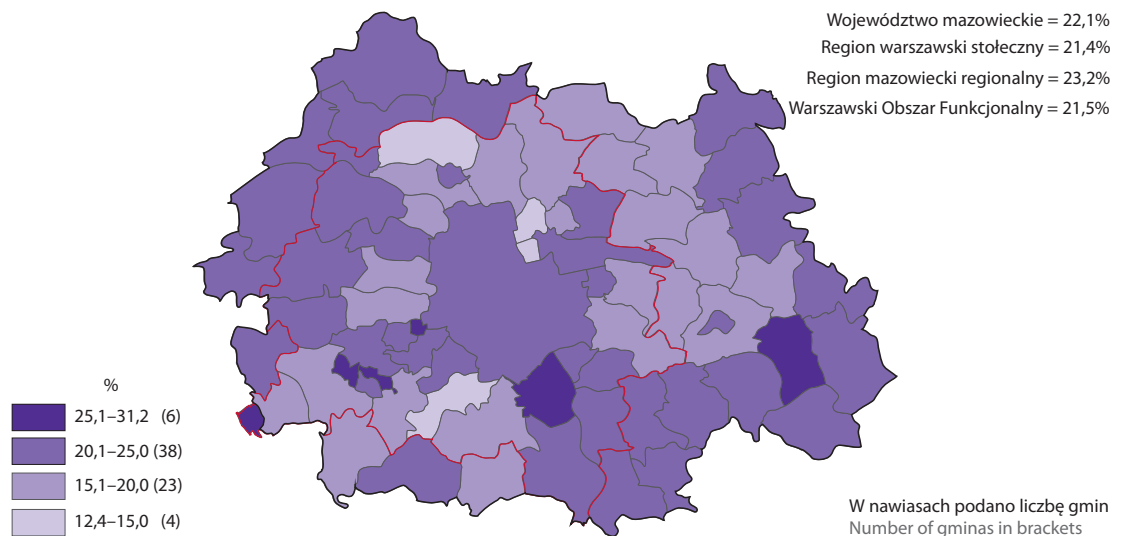 Województwo mazowieckie = 22,1%
Region warszawski stołeczny = 21,4%
Region mazowiecki regionalny = 23,2%
Warszawski Obszar Funkcjonalny = 21,5%
%
25,1–31,2 (6)
20,1–25,0 (38)
15,1–20,0 (23)
12,4–15,0 (4)
W nawiasach podano liczbę gmin
Number of gminas in brackets